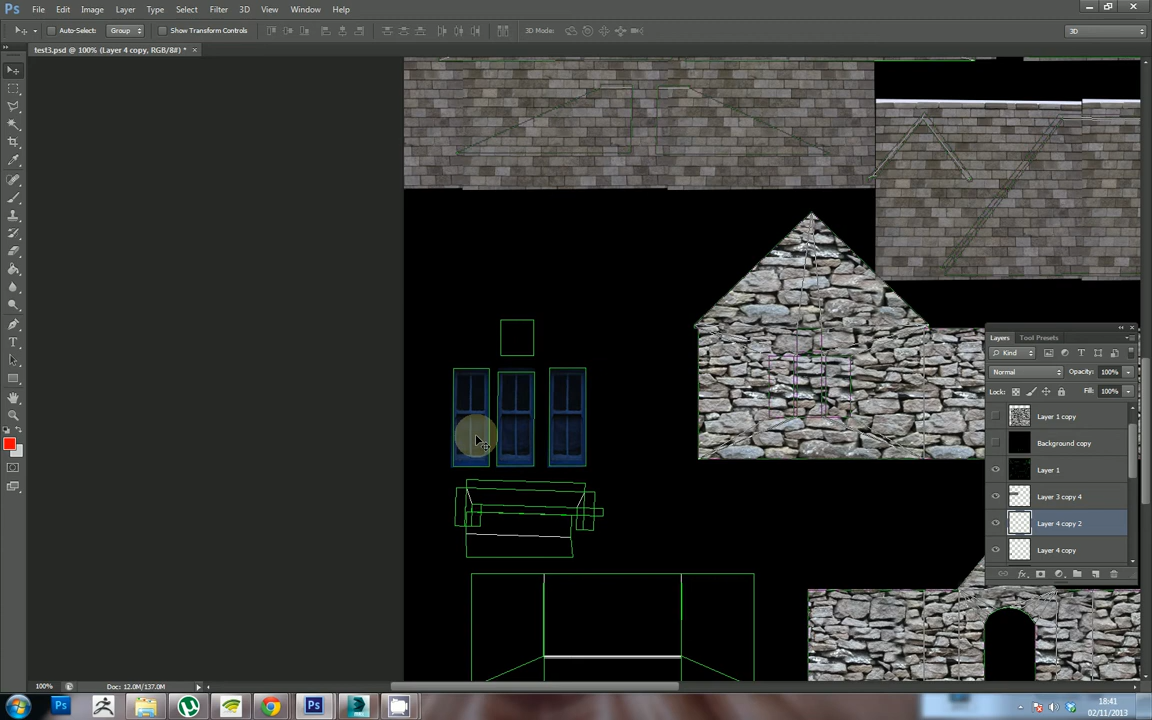 Ps File Edit Image Layer Type Select Filter 3D View Window Help
Auto-Select: Group Show Transform Controls 3D Mode: 3D
test3.psd @ 100% (Layer 4 copy, RGB/8#) * ×
Layers Tool Presets
Kind
Normal Opacity: 100%
Lock: Fill: 100%
Layer 1 copy
Background copy
Layer 1
Layer 3 copy 4
Layer 4 copy 2
Layer 4 copy
fx
100% Doc: 12.0M/137.0M
Ps Ps
18:41
02/11/2013